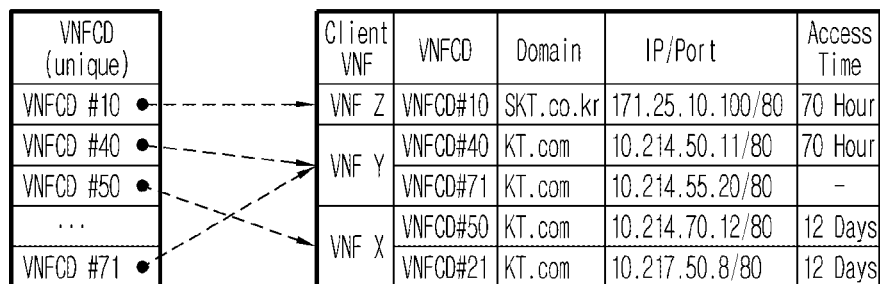 VNFCD
(unique)
VNFCD #10
VNFCD #40
VNFCD #50
...
VNFCD #71
Client VNF VNFCD Domain IP/Port Access Time
VNF Z VNFCD#10 SKT.co.kr 171.25.10.100/80 70 Hour
VNF Y VNFCD#40 KT.com 10.214.50.11/80 70 Hour
VNFCD#71 KT.com 10.214.55.20/80 -
VNF X VNFCD#50 KT.com 10.214.70.12/80 12 Days
VNFCD#21 KT.com 10.217.50.8/80 12 Days